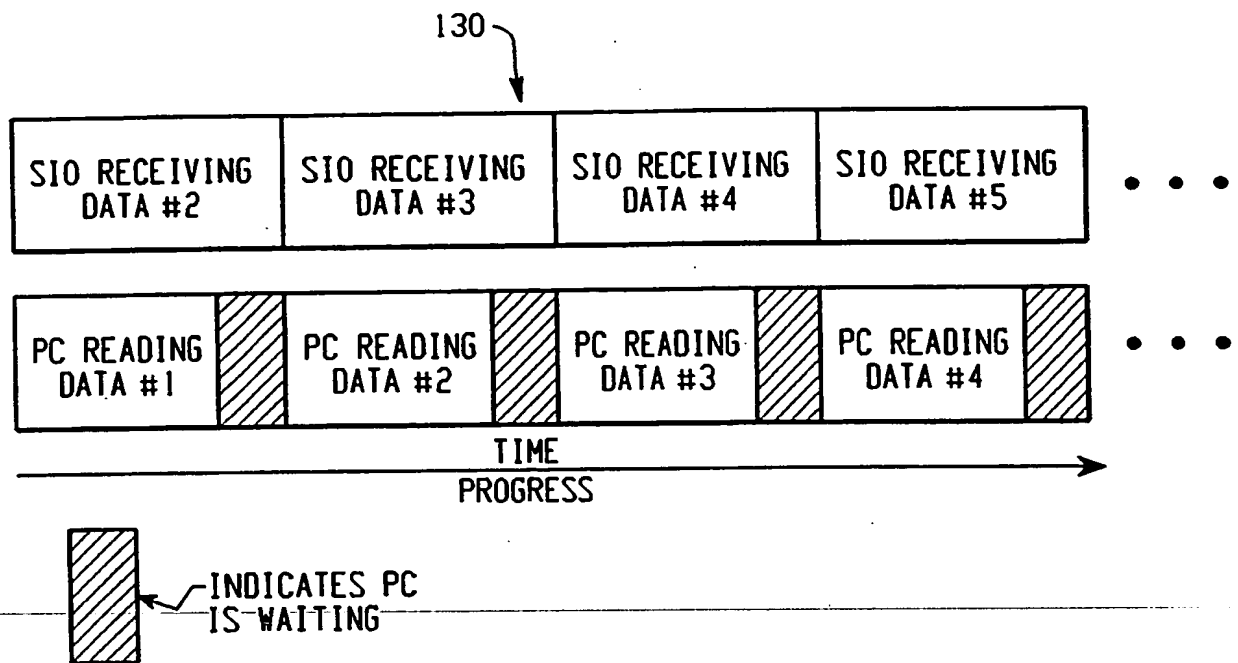 130
SIO RECEIVING
DATA #2
SIO RECEIVING
DATA #3
SIO RECEIVING
DATA #4
SIO RECEIVING
DATA #5
PC READING
DATA #1
PC READING
DATA #2
PC READING
DATA #3
PC READING
DATA #4
TIME
PROGRESS
INDICATES PC
IS WAITING